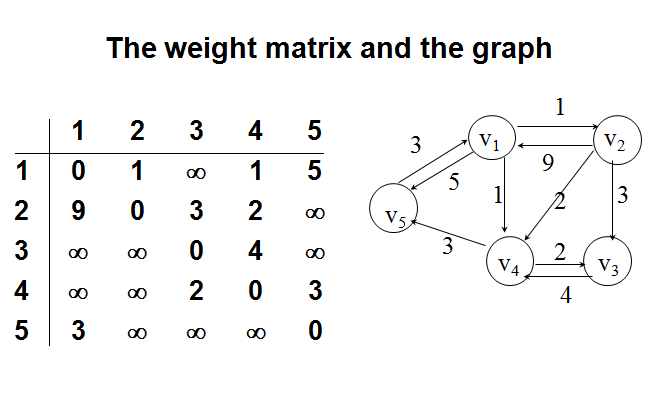 The weight matrix and the graph
1 2 3 4 5
1 0 1 ∞ 1 5
2 9 0 3 2 ∞
3 ∞ ∞ 0 4 ∞
4 ∞ ∞ 2 0 3
5 3 ∞ ∞ ∞ 0
1
3 v1 v2
9
5 1 2 3
v5
3 v4 2 v3
4